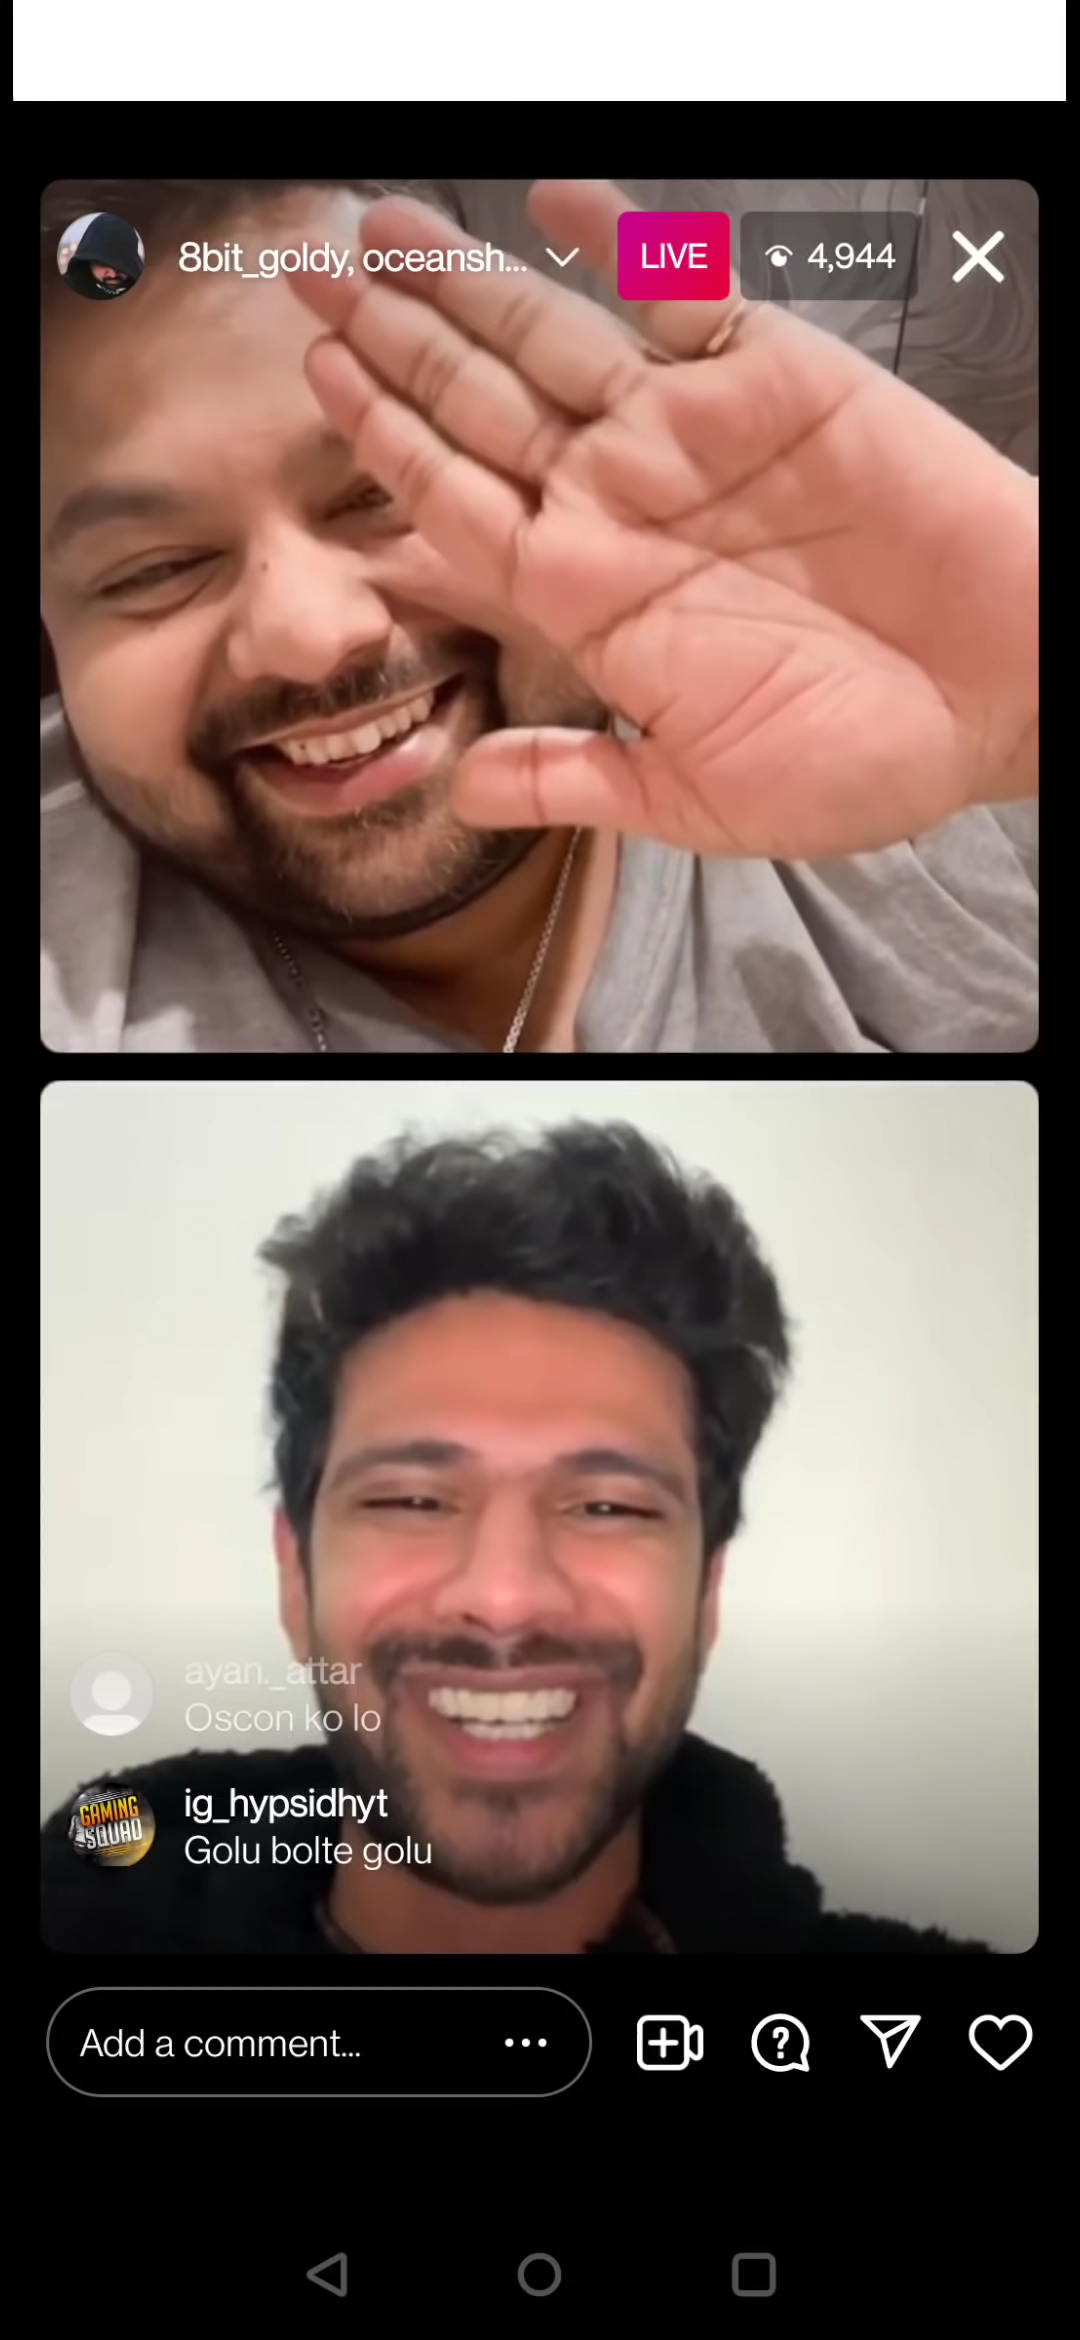 8bit_goldy, oceansh...
LIVE
4,944
ayan._attar
Oscon ko lo
GAMING
SQUAD
ig_hypsidhyt
Golu bolte golu
Add a comment...